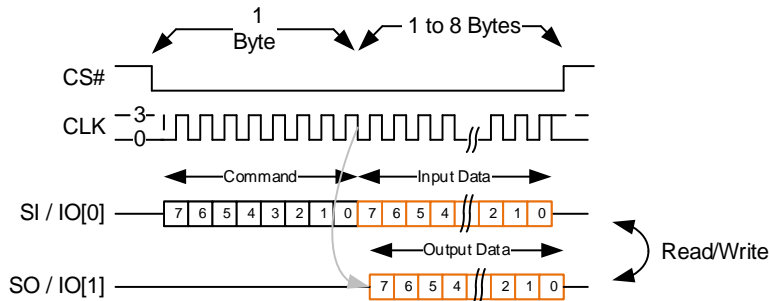 1
Byte
1 to 8 Bytes
CS#
CLK
3
0
Command
Input Data
SI / IO[0]
7 6 5 4 3 2 1 0 7 6 5 4 2 1 0
Output Data
Read/Write
SO / IO[1]
7 6 5 4 2 1 0